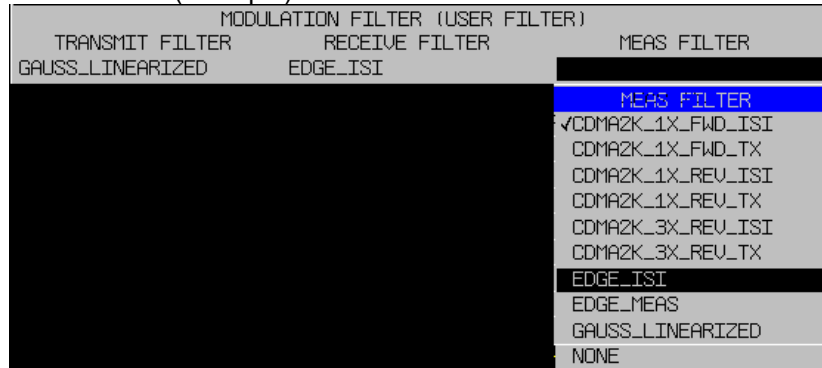 MODULATION FILTER (USER FILTER)
TRANSMIT FILTER RECEIVE FILTER MEAS FILTER
GAUSS_LINEARIZED EDGE_ISI
MEAS FILTER
✓CDMA2K_1X_FWD_ISI
CDMA2K_1X_FWD_TX
CDMA2K_1X_REV_ISI
CDMA2K_1X_REV_TX
CDMA2K_3X_REV_ISI
CDMA2K_3X_REV_TX
EDGE_ISI
EDGE_MEAS
GAUSS_LINEARIZED
NONE